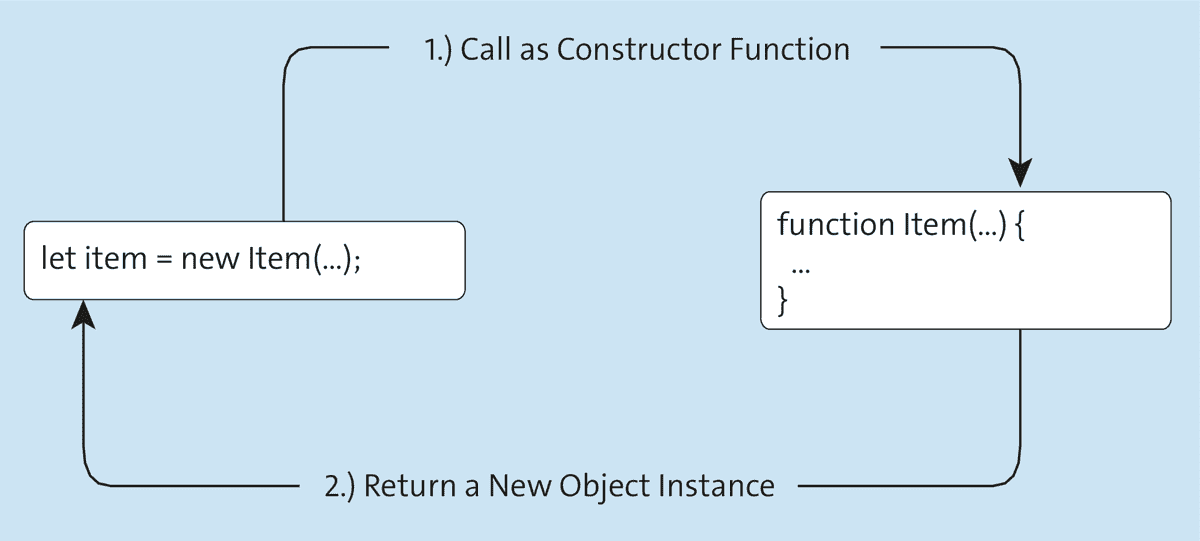 1.) Call as Constructor Function
let item = new Item(...);
function Item(...) {
...
}
2.) Return a New Object Instance